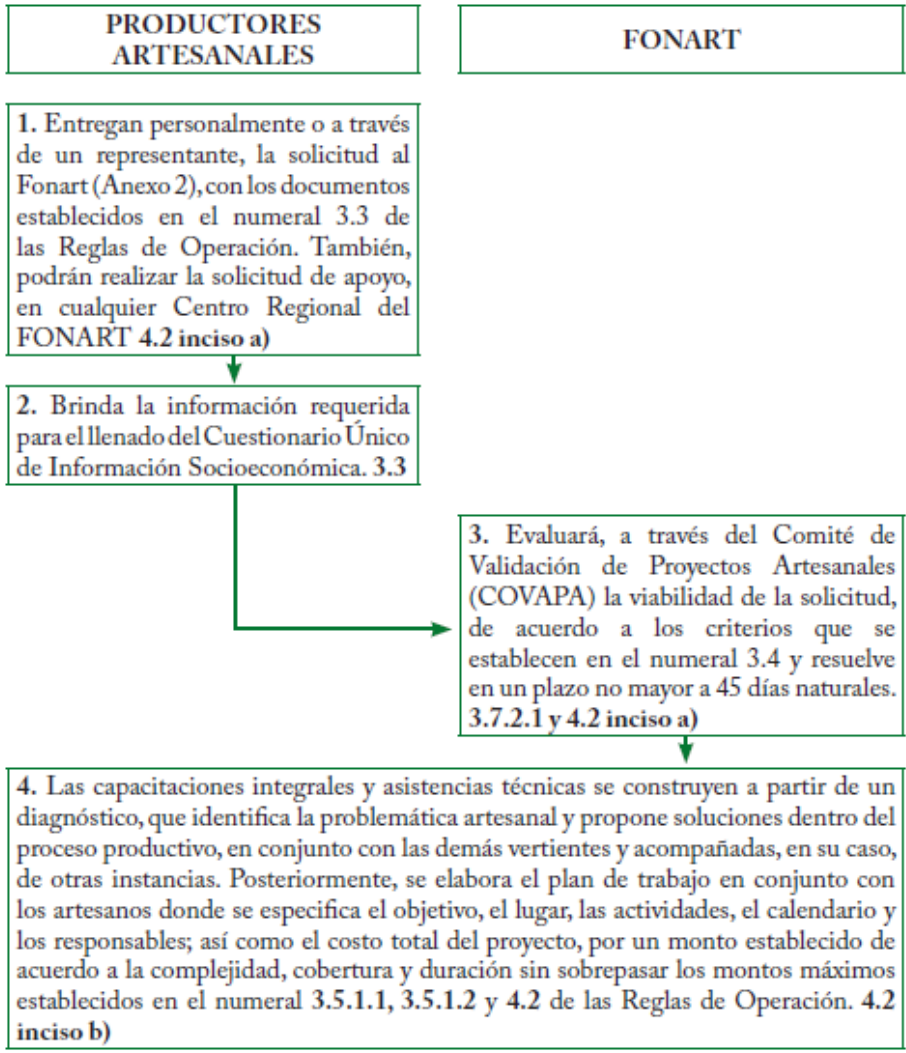 PRODUCTORES
ARTESANALES
FONART
1. Entregan personalmente o a través
de un representante, la solicitud al
Fonart (Anexo 2), con los documentos
establecidos en el numeral 3.3 de
las Reglas de Operación. También,
podrán realizar la solicitud de apoyo,
en cualquier Centro Regional del
FONART 4.2 inciso a)
2. Brinda la información requerida
para el llenado del Cuestionario Único
de Información Socioeconómica. 3.3
3. Evaluará, a través del Comité de
Validación de Proyectos Artesanales
(COVAPA) la viabilidad de la solicitud,
de acuerdo a los criterios que se
establecen en el numeral 3.4 y resuelve
en un plazo no mayor a 45 días naturales.
3.7.2.1 y 4.2 inciso a)
4. Las capacitaciones integrales y asistencias técnicas se construyen a partir de un
diagnóstico, que identifica la problemática artesanal y propone soluciones dentro del
proceso productivo, en conjunto con las demás vertientes y acompañadas, en su caso,
de otras instancias. Posteriormente, se elabora el plan de trabajo en conjunto con
los artesanos donde se especifica el objetivo, el lugar, las actividades, el calendario y
los responsables; así como el costo total del proyecto, por un monto establecido de
acuerdo a la complejidad, cobertura y duración sin sobrepasar los montos máximos
establecidos en el numeral 3.5.1.1, 3.5.1.2 y 4.2 de las Reglas de Operación. 4.2
inciso b)